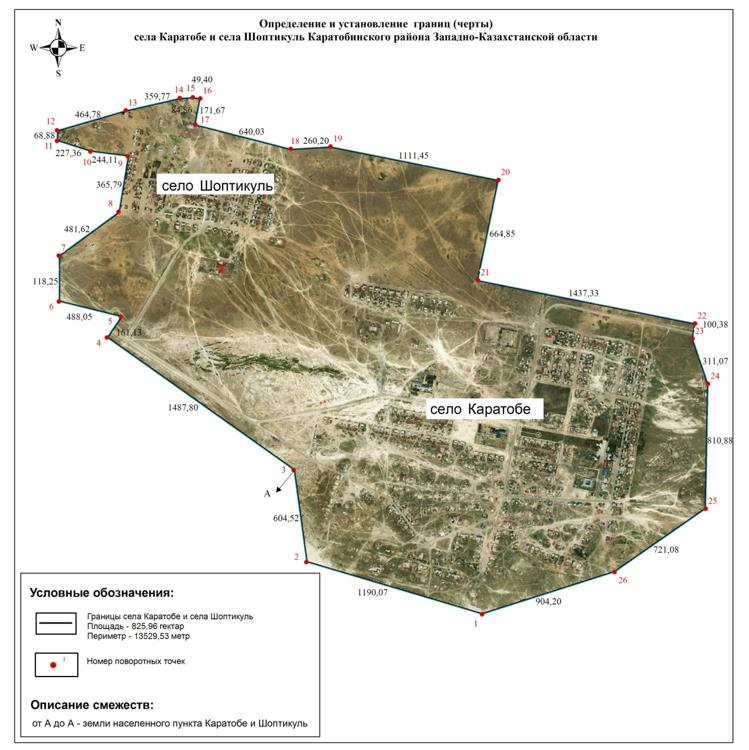 Определение и установление границ (черты)
села Каратобе и села Шоптикуль Каратобинского района Западно-Казахстанской области
N
W E
S
49,40
359,77 14 15 16
13 84,86 171,67
464,78 17
12
68,88 640,03 18 260,20 19
11
227,36 10 244,11 9 1111,45
365,79 село Шоптикуль 20
8
481,62 664,85
7
118,25 21
6 1437,33
488,05 5 22
161,13 100,38
4 23
311,07
24
1487,80 село Каратобе
810,88
3
A
604,52 25
721,08
2 26
1190,07 904,20
1
Условные обозначения:
Границы села Каратобе и села Шоптикуль
Площадь - 825,96 гектар
Периметр - 13529,53 метр
1 Номер поворотных точек
Описание смежеств:
от А до А - земли населенного пункта Каратобе и Шоптикуль